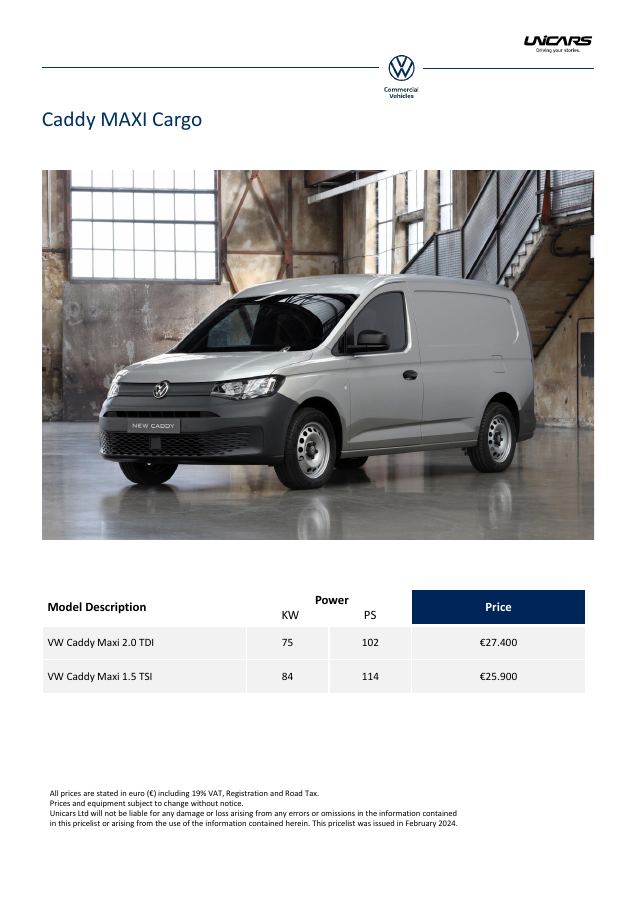 UNICARS
Driving your stories.
Commercial
Vehicles
Caddy MAXI Cargo
NEW CADDY
Model Description
Power
KW
PS
Price
VW Caddy Maxi 2.0 TDI 75 102 €27.400
VW Caddy Maxi 1.5 TSI 84 114 €25.900
All prices are stated in euro (€) including 19% VAT, Registration and Road Tax.
Prices and equipment subject to change without notice.
Unicars Ltd will not be liable for any damage or loss arising from any errors or omissions in the information contained
in this pricelist or arising from the use of the information contained herein. This pricelist was issued in February 2024.